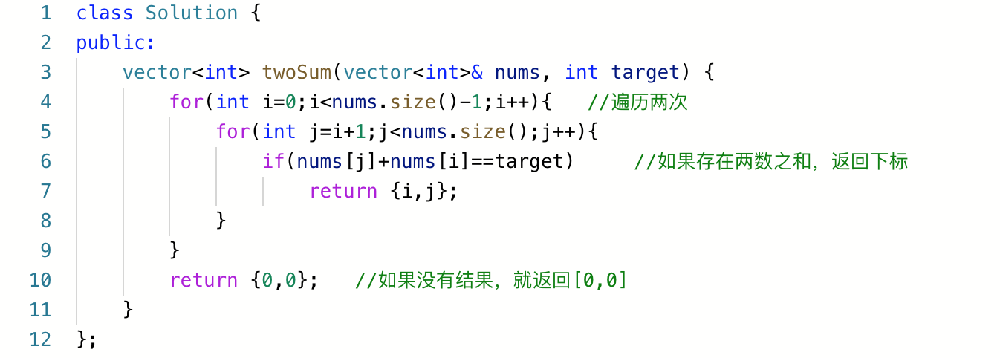 1 class Solution {
2 public:
3     vector<int> twoSum(vector<int>& nums, int target) {
4         for(int i=0;i<nums.size()-1;i++){   //遍历两次
5             for(int j=i+1;j<nums.size();j++){
6                 if(nums[j]+nums[i]==target)     //如果存在两数之和，返回下标
7                     return {i,j};
8             }
9         }
10         return {0,0};   //如果没有结果，就返回[0,0]
11     }
12 };